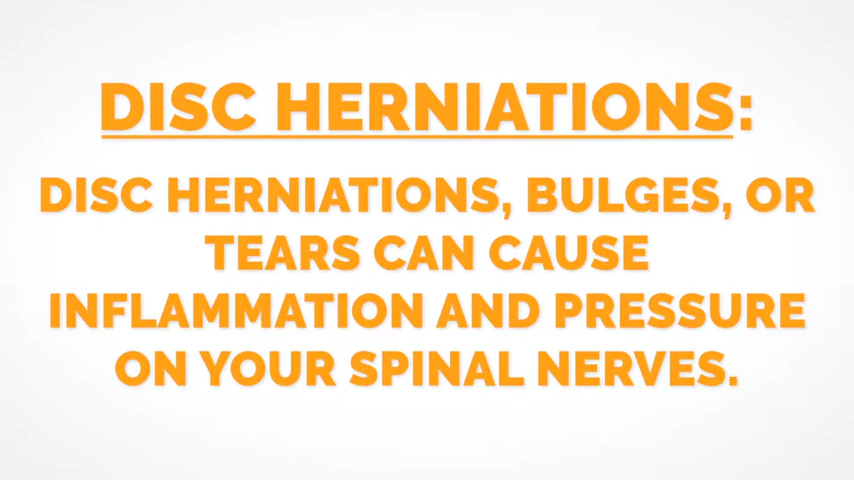 DISC HERNIATIONS:
DISC HERNIATIONS, BULGES, OR
TEARS CAN CAUSE
INFLAMMATION AND PRESSURE
ON YOUR SPINAL NERVES.